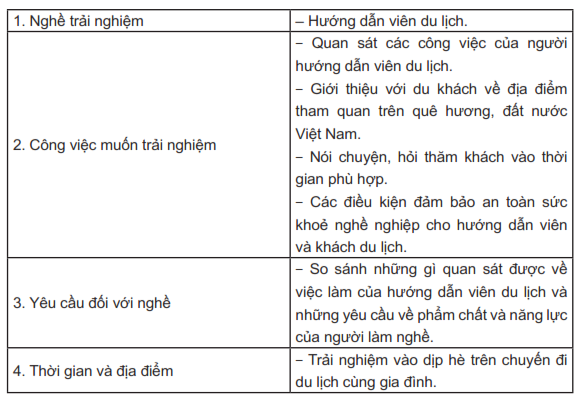 1. Nghề trải nghiệm
– Hướng dẫn viên du lịch.
2. Công việc muốn trải nghiệm
– Quan sát các công việc của người
hướng dẫn viên du lịch.
– Giới thiệu với du khách về địa điểm
tham quan trên quê hương, đất nước
Việt Nam.
– Nói chuyện, hỏi thăm khách vào thời
gian phù hợp.
– Các điều kiện đảm bảo an toàn sức
khoẻ nghề nghiệp cho hướng dẫn viên
và khách du lịch.
3. Yêu cầu đối với nghề
– So sánh những gì quan sát được về
việc làm của hướng dẫn viên du lịch và
những yêu cầu về phẩm chất và năng lực
của người làm nghề.
4. Thời gian và địa điểm
– Trải nghiệm vào dịp hè trên chuyến đi
du lịch cùng gia đình.